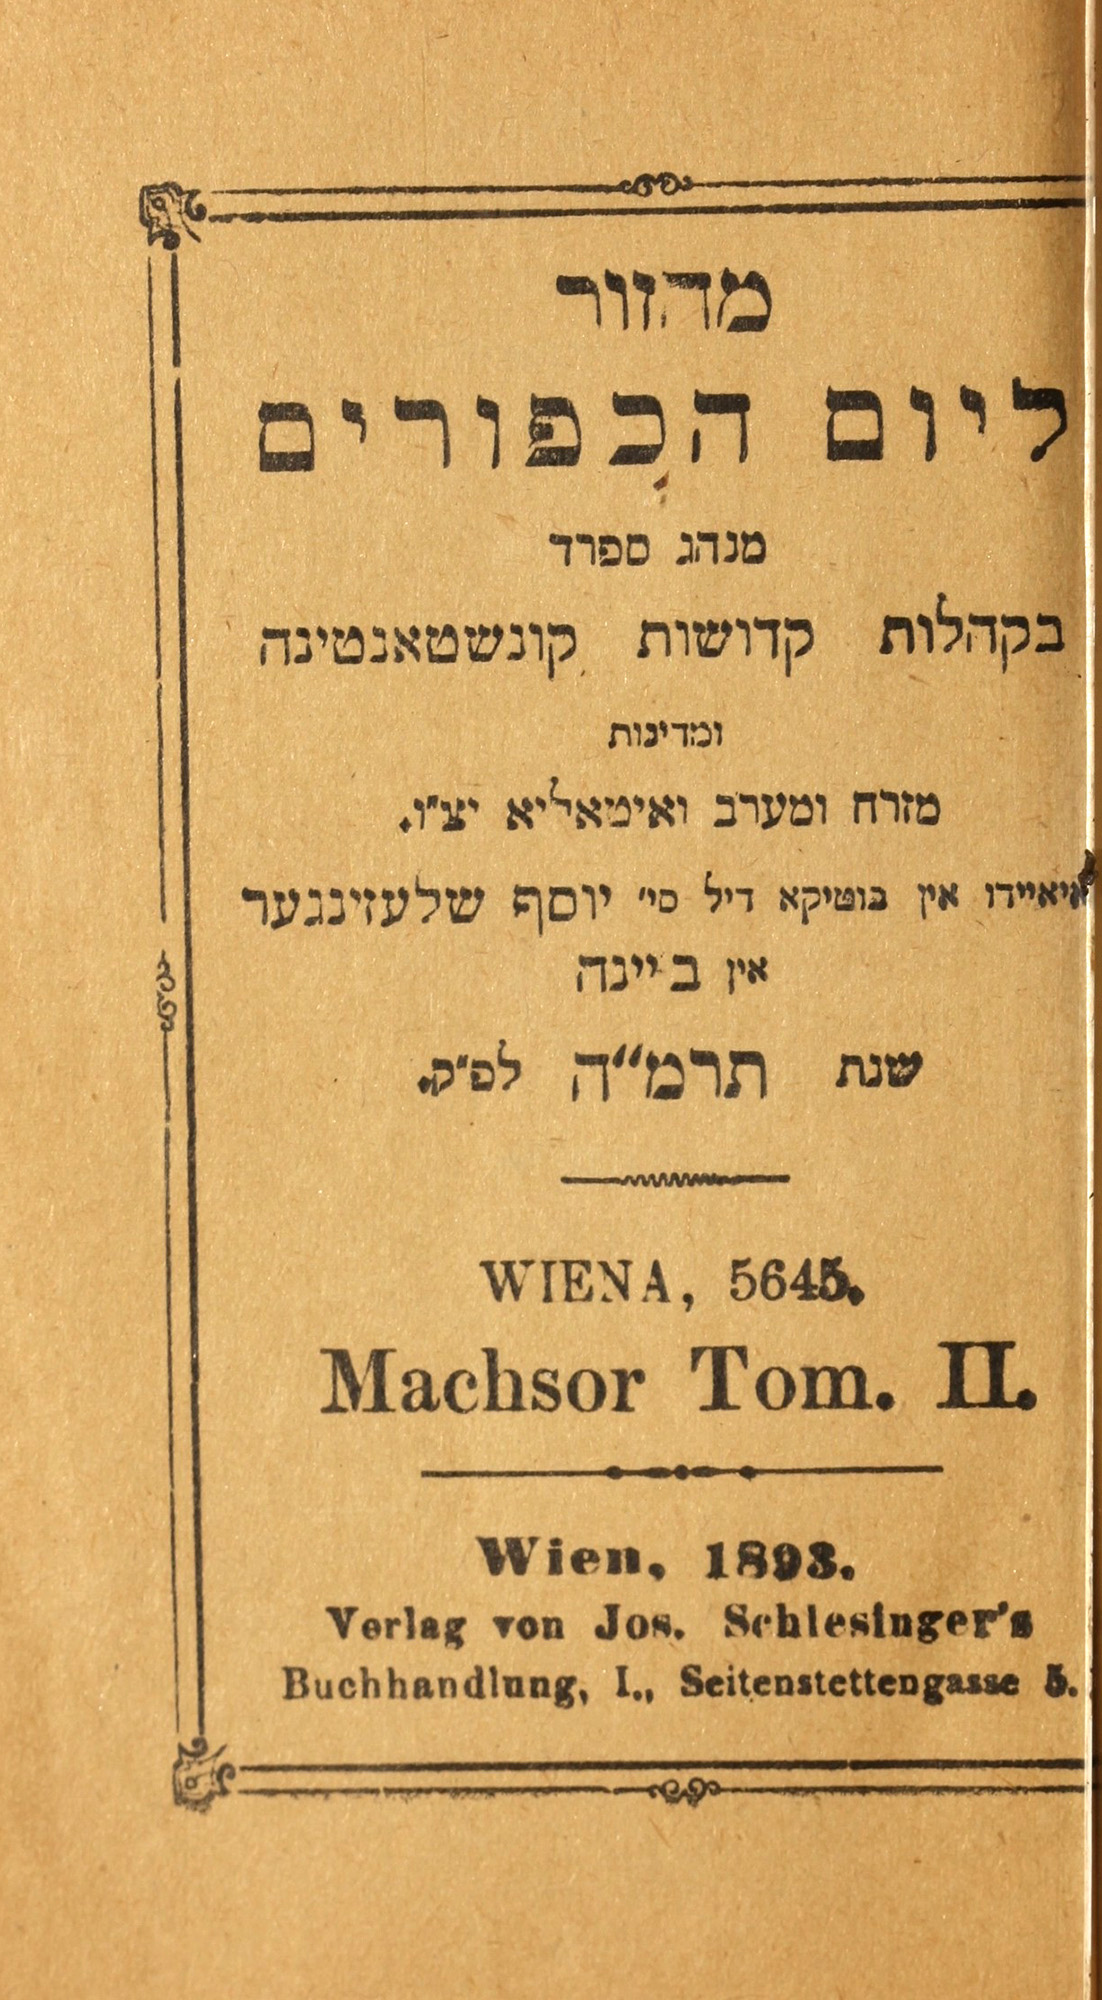 מחזור
ליום הכפורים
מנהג ספרד
בקהלות קדושות קונשטאנטינה
ומדינות
מזרח ומערב ואיטאליא יצ״ו.
אין בוטיקא דיל סי׳ יוסף שלעזינגער
אין ביינה
שנת תרמ״ה לפ״ק.
WIENA, 5645.
Machsor Tom. II.
Wien, 1893.
Verlag von Jos. Schlesinger's
Buchhandlung, I., Seitenstettengasse 5.